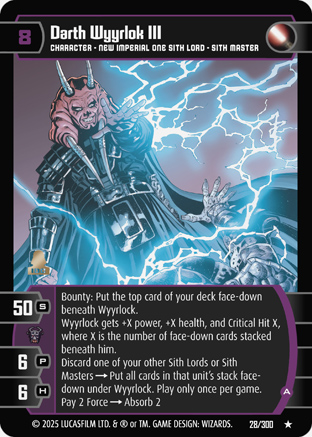 8 Darth Wyyrlok III
CHARACTER - NEW IMPERIAL ONE SITH LORD - SITH MASTER
50 S
6 P
6 H
Bounty: Put the top card of your deck face-down
beneath Wyyrlock.
Wyyrlock gets +X power, +X health, and Critical Hit X,
where X is the number of face-down cards stacked
beneath him.
Discard one of your other Sith Lords or Sith
Masters → Put all cards in that unit's stack face-
down under Wyyrlock. Play only once per game.
Pay 2 Force → Absorb 2
A
© 2025 LUCASFILM LTD. & ® OR TM. GAME DESIGN: WIZARDS. 28/300 ★